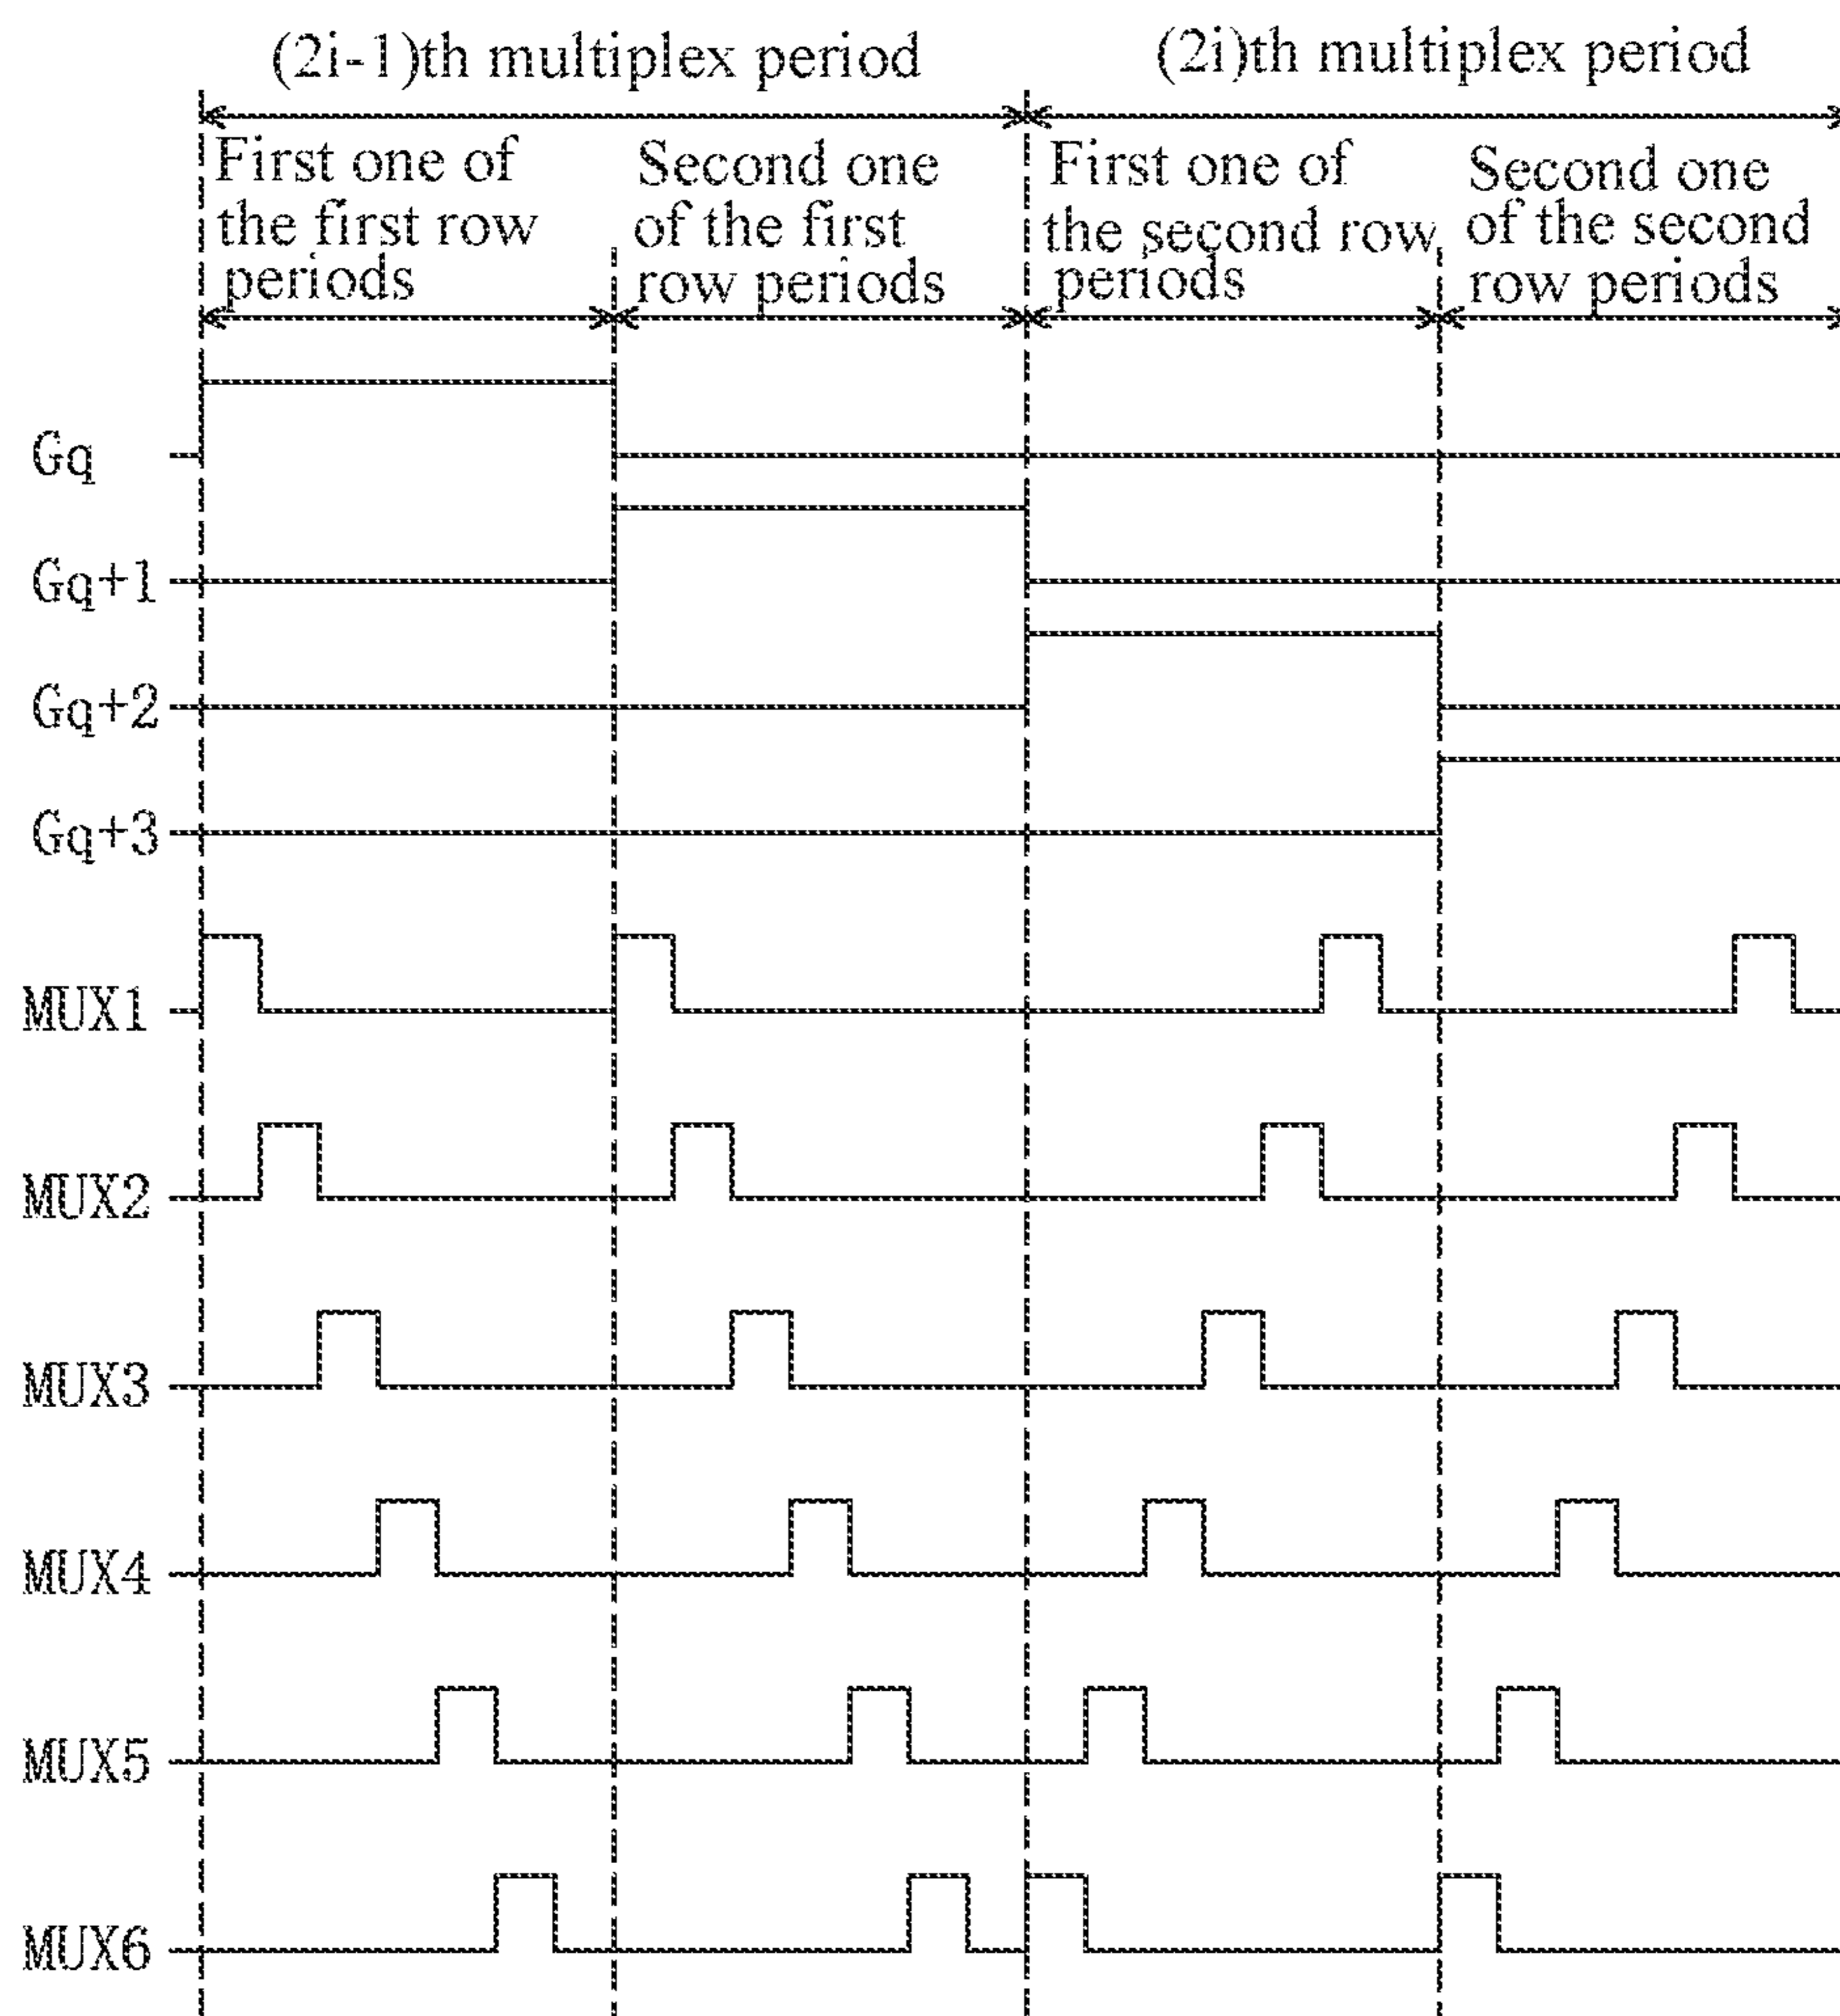 (2i-1)th multiplex period
(2i)th multiplex period
First one of
the first row
periods
Second one
of the first
row periods
First one of
the second row
periods
Second one
of the second
row periods
Gq
Gq+1
Gq+2
Gq+3
MUX1
MUX2
MUX3
MUX4
MUX5
MUX6